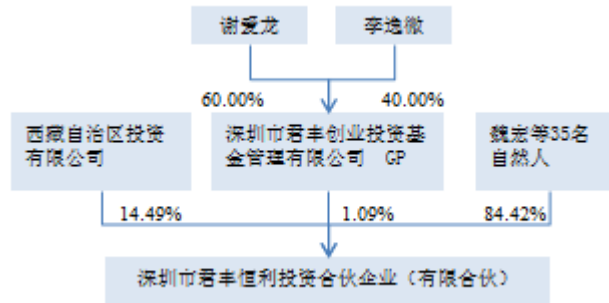 谢爱龙 李逸微
60.00% 40.00%
西藏自治区投资
有限公司
深圳市君丰创业投资基
金管理有限公司 GP
魏宏等35名
自然人
14.49% 1.09% 84.42%
深圳市君丰恒利投资合伙企业（有限合伙）